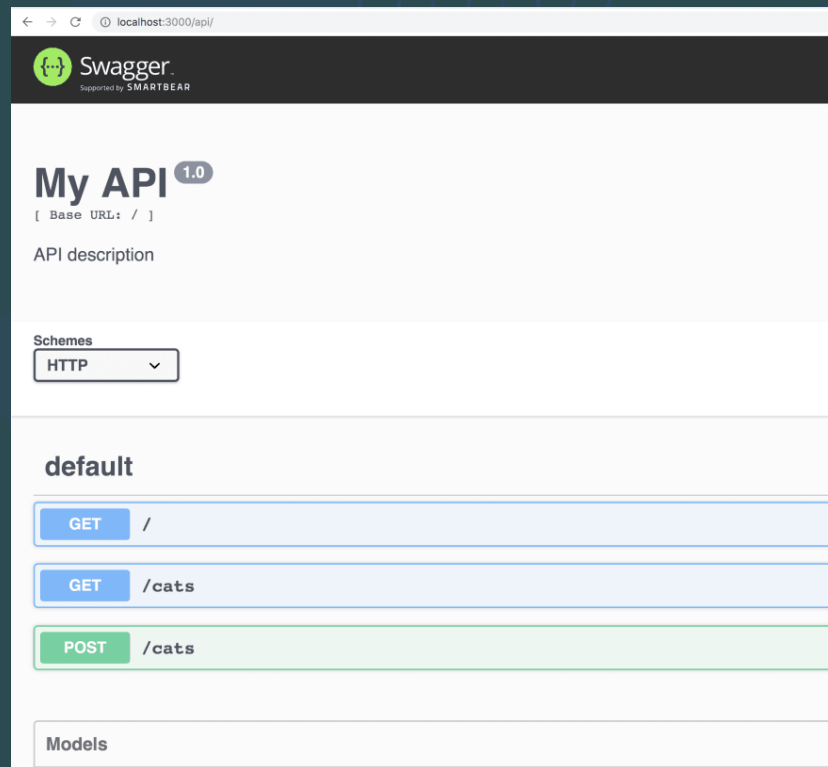 localhost:3000/api/
{···} Swagger.
Supported by SMARTBEAR
My API 1.0
[ Base URL: / ]
API description
Schemes
HTTP
default
GET /
GET /cats
POST /cats
Models